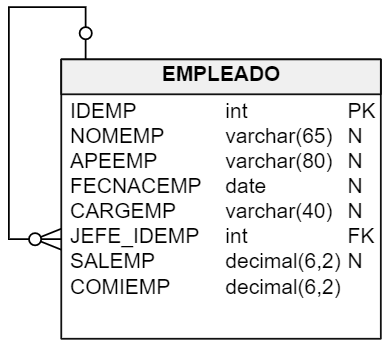 EMPLEADO
IDEMP int PK
NOMEMP varchar(65) N
APEEMP varchar(80) N
FECNACEMP date N
CARGEMP varchar(40) N
JEFE_IDEMP int FK
SALEMP decimal(6,2) N
COMIEMP decimal(6,2)